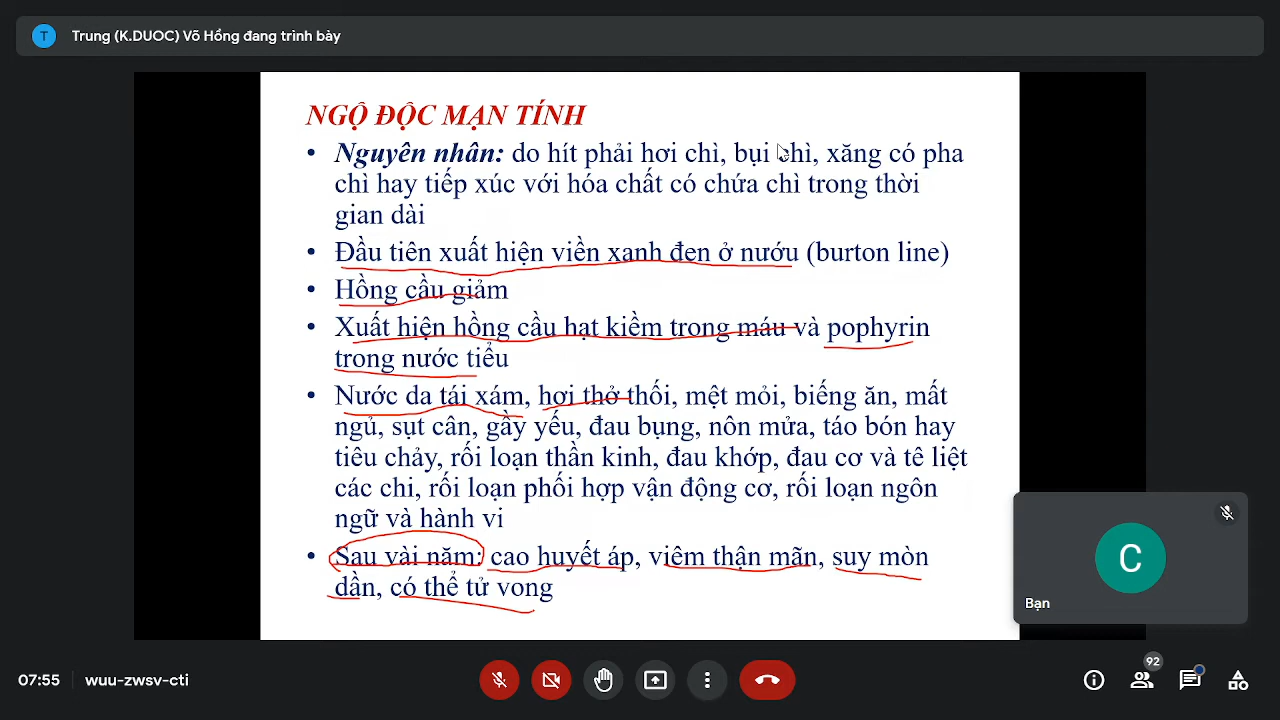 T Trung (K.DUOC) Võ Hồng đang trình bày
NGỘ ĐỘC MẠN TÍNH
• Nguyên nhân: do hít phải hơi chì, bụi chì, xăng có pha
chì hay tiếp xúc với hóa chất có chứa chì trong thời
gian dài
• Đầu tiên xuất hiện viền xanh đen ở nướu (burton line)
• Hồng cầu giảm
• Xuất hiện hồng cầu hạt kiềm trong máu và pophyrin
trong nước tiểu
• Nước da tái xám, hơi thở thối, mệt mỏi, biếng ăn, mất
ngủ, sụt cân, gầy yếu, đau bụng, nôn mửa, táo bón hay
tiêu chảy, rối loạn thần kinh, đau khớp, đau cơ và tê liệt
các chi, rối loạn phối hợp vận động cơ, rối loạn ngôn
ngữ và hành vi
• Sau vài năm: cao huyết áp, viêm thận mãn, suy mòn
dần, có thể tử vong
C
Bạn
07:55 wuu-zwsv-cti
92